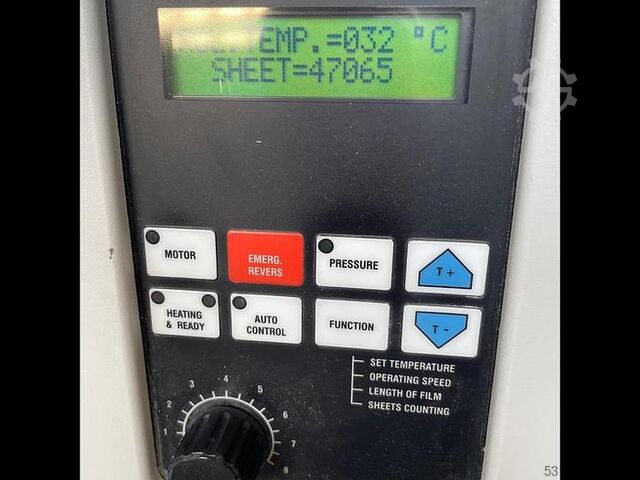 TEMP.=032 °C
SHEET=47065
MOTOR
EMERG.
REVERS
PRESSURE
T +
HEATING
& READY
AUTO
CONTROL
FUNCTION
T -
SET TEMPERATURE
OPERATING SPEED
LENGTH OF FILM
SHEETS COUNTING
1
2
3
4
5
6
7
8
53